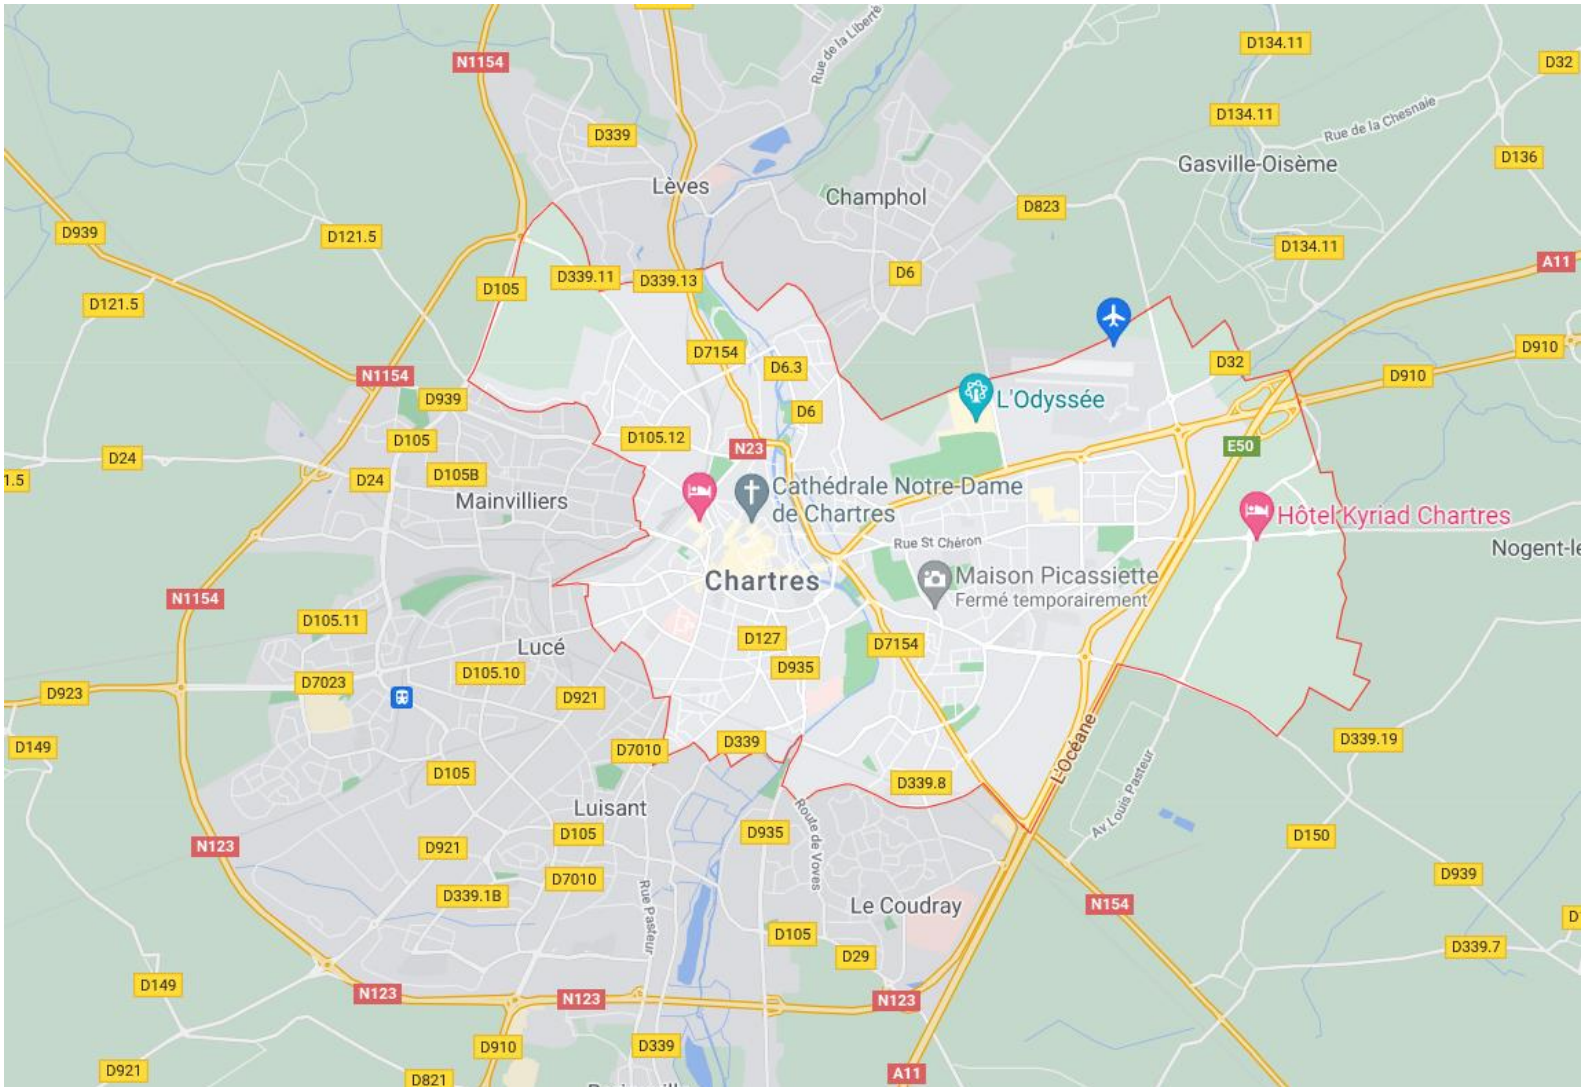 Rue de la Liberté
D134.11
N1154
D32
D134.11
D339
Rue de la Chesnaie
D136
Gasville-Oisème
Lèves
Champhol
D823
D939
D121.5
D134.11
A11
D6
D339.11
D339.13
D105
D121.5
D7154
D910
D32
D6.3
N1154
D910
D939
L'Odyssée
D6
D105
D105.12
N23
E50
D24
D105B
D24
1.5
Mainvilliers
Cathédrale Notre-Dame
de Chartres
Hôtel Kyriad Chartres
Rue St Chéron
Nogent-le
Chartres
Maison Picassiette
Fermé temporairement
N1154
D105.11
D127
D7154
Lucé
D105.10
D935
D7023
D923
D921
L'Océane
D149
D7010
D339
D339.19
D105
D339.8
Av Louis Pasteur
Luisant
Route de Voves
D105
D935
D150
N123
D921
D7010
D939
D339.1B
Rue Pasteur
Le Coudray
N154
D105
D339.7
D29
D149
N123
N123
N123
D910
D339
D921
D821
A11